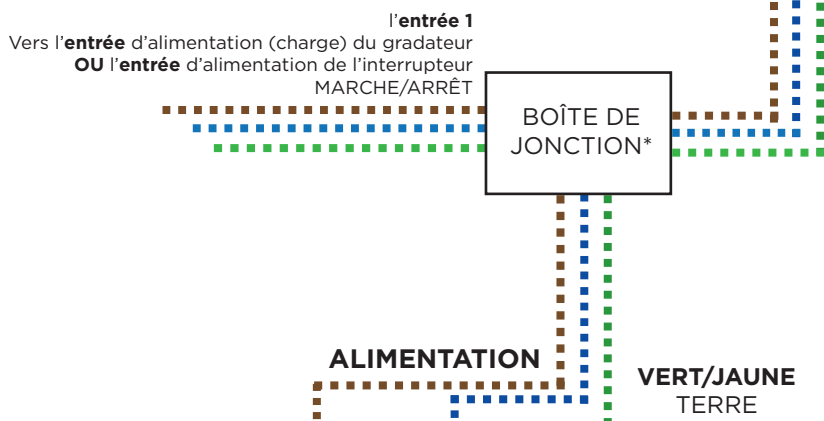 l'entrée 1
Vers l'entrée d'alimentation (charge) du gradateur
OU l'entrée d'alimentation de l'interrupteur
MARCHE/ARRÊT
BOÎTE DE
JONCTION*
ALIMENTATION
VERT/JAUNE
TERRE